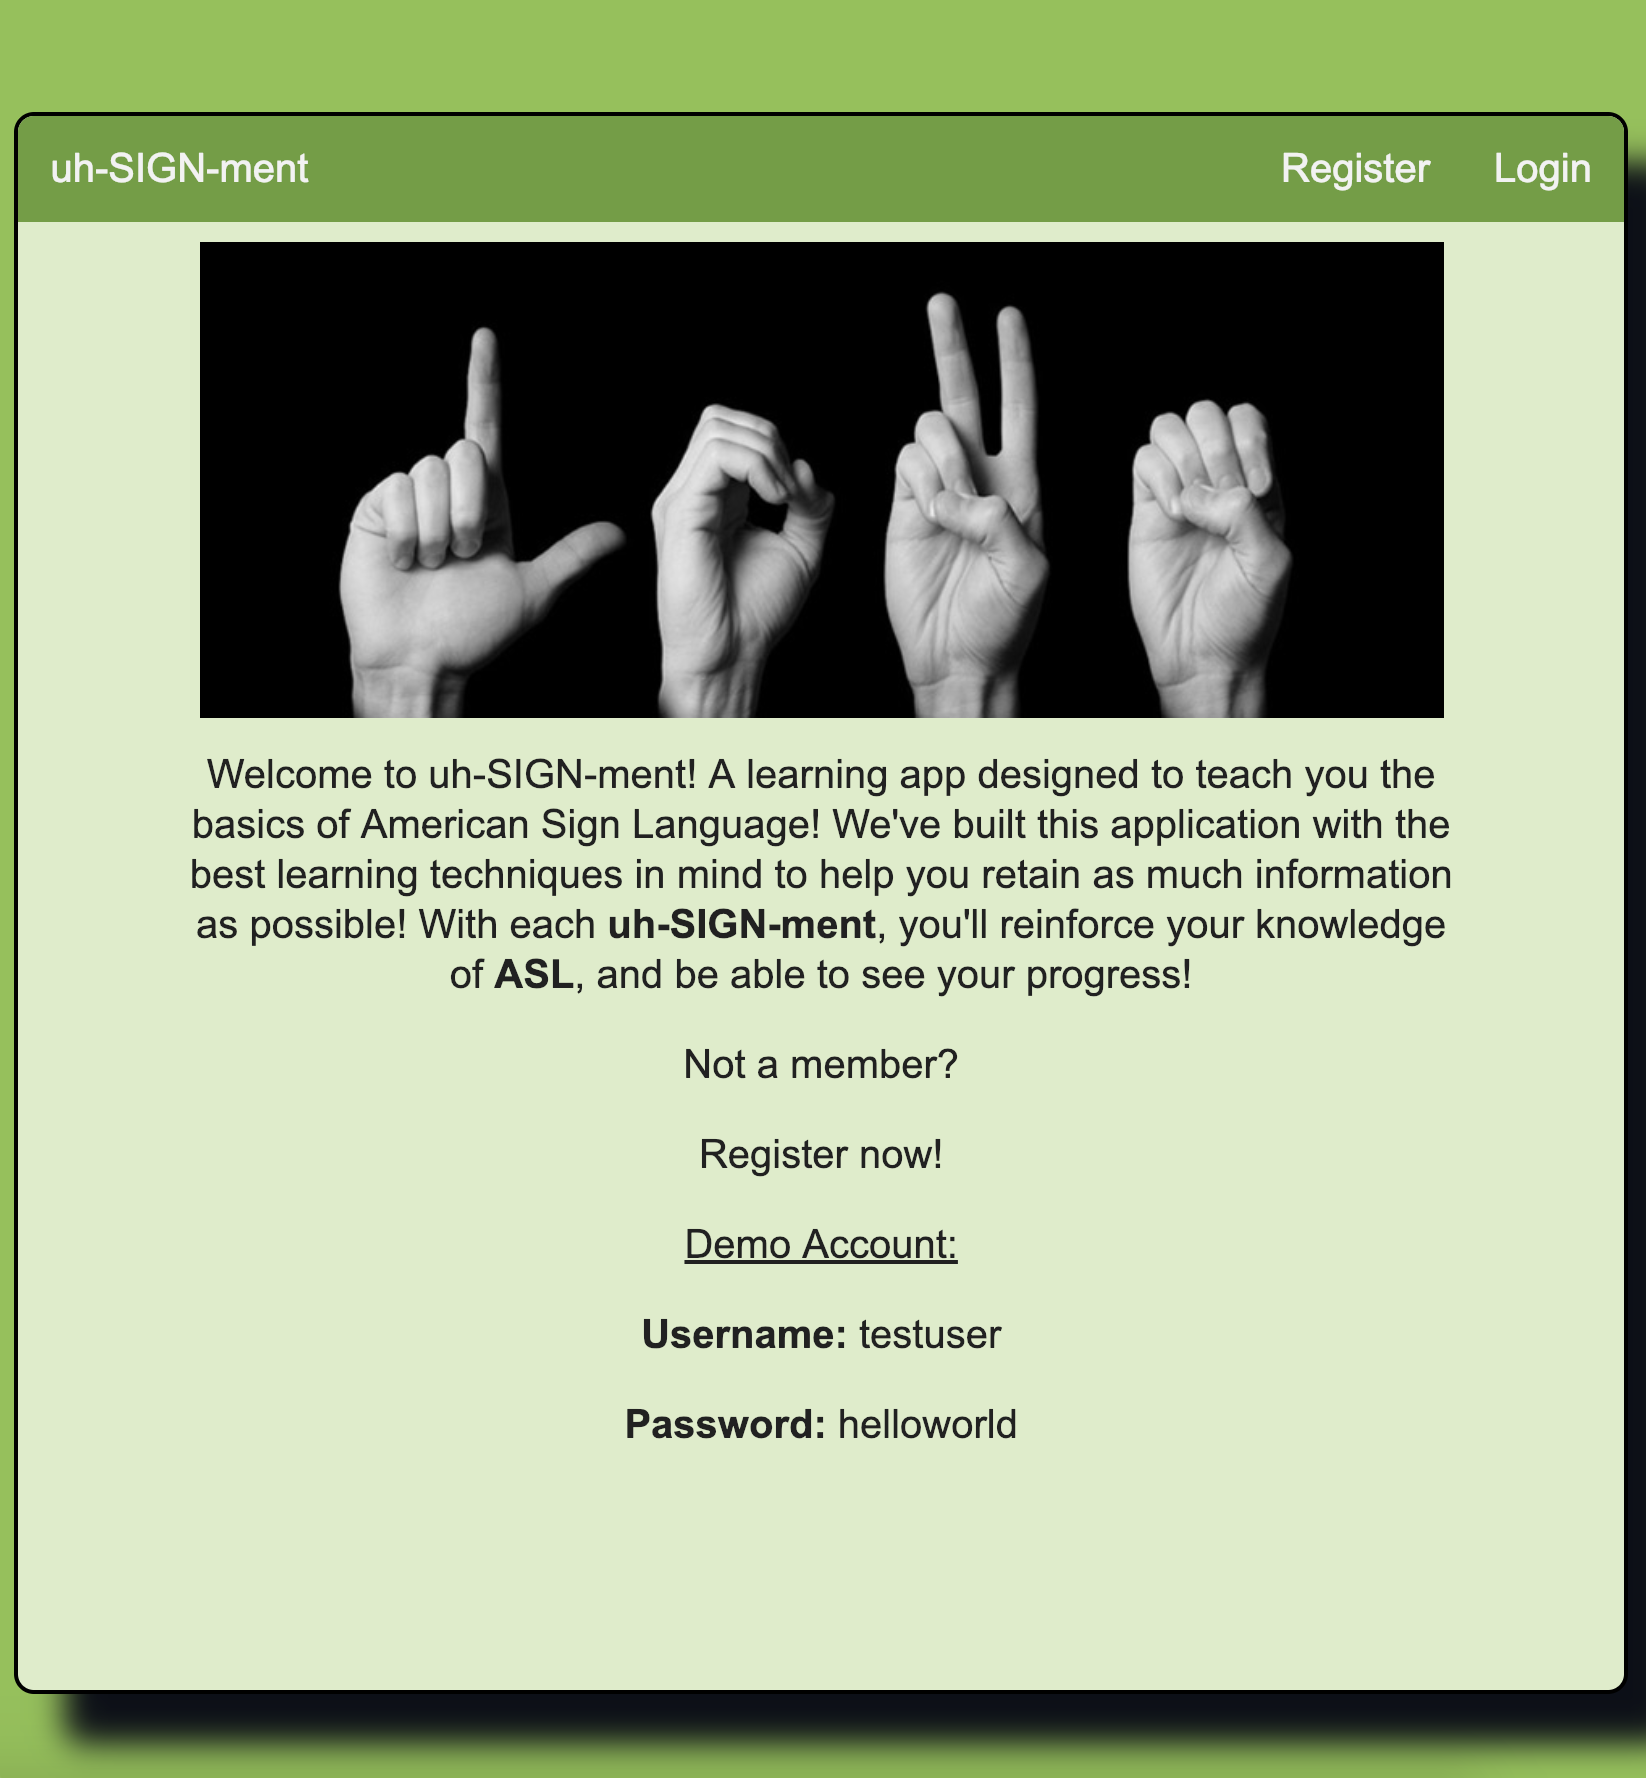 uh-SIGN-ment
Register
Login
Welcome to uh-SIGN-ment! A learning app designed to teach you the
basics of American Sign Language! We've built this application with the
best learning techniques in mind to help you retain as much information
as possible! With each uh-SIGN-ment, you'll reinforce your knowledge
of ASL, and be able to see your progress!
Not a member?
Register now!
Demo Account:
Username: testuser
Password: helloworld